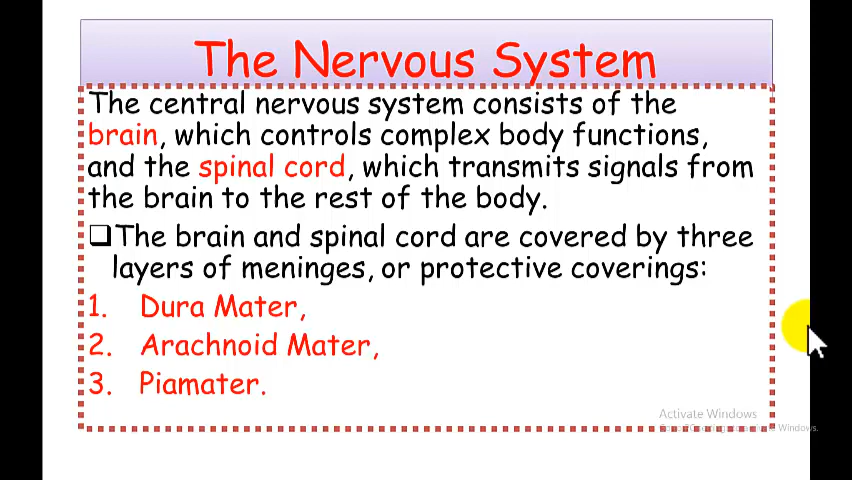 The Nervous System
The central nervous system consists of the
brain, which controls complex body functions,
and the spinal cord, which transmits signals from
the brain to the rest of the body.
❑The brain and spinal cord are covered by three
layers of meninges, or protective coverings:
1. Dura Mater,
2. Arachnoid Mater,
3. Piamater.
Activate Windows
Windows.